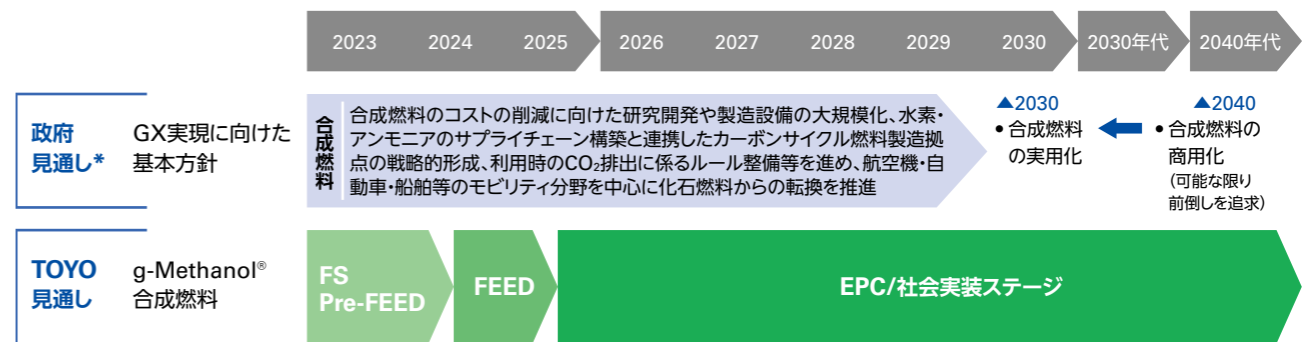 2023 2024 2025 2026 2027 2028 2029 2030 2030年代 2040年代
政府
見通し*
GX実現に向けた
基本方針
合成燃料
合成燃料のコストの削減に向けた研究開発や製造設備の大規模化、水素・
アンモニアのサプライチェーン構築と連携したカーボンサイクル燃料製造拠
点の戦略的形成、利用時のCO₂排出に係るルール整備等を進め、航空機・自
動車・船舶等のモビリティ分野を中心に化石燃料からの転換を推進
▲2030
• 合成燃料
の実用化
▲2040
• 合成燃料の
商用化
(可能な限り
前倒しを追求)
TOYO
見通し
g-Methanol®
合成燃料
FS
Pre-FEED
FEED
EPC/社会実装ステージ